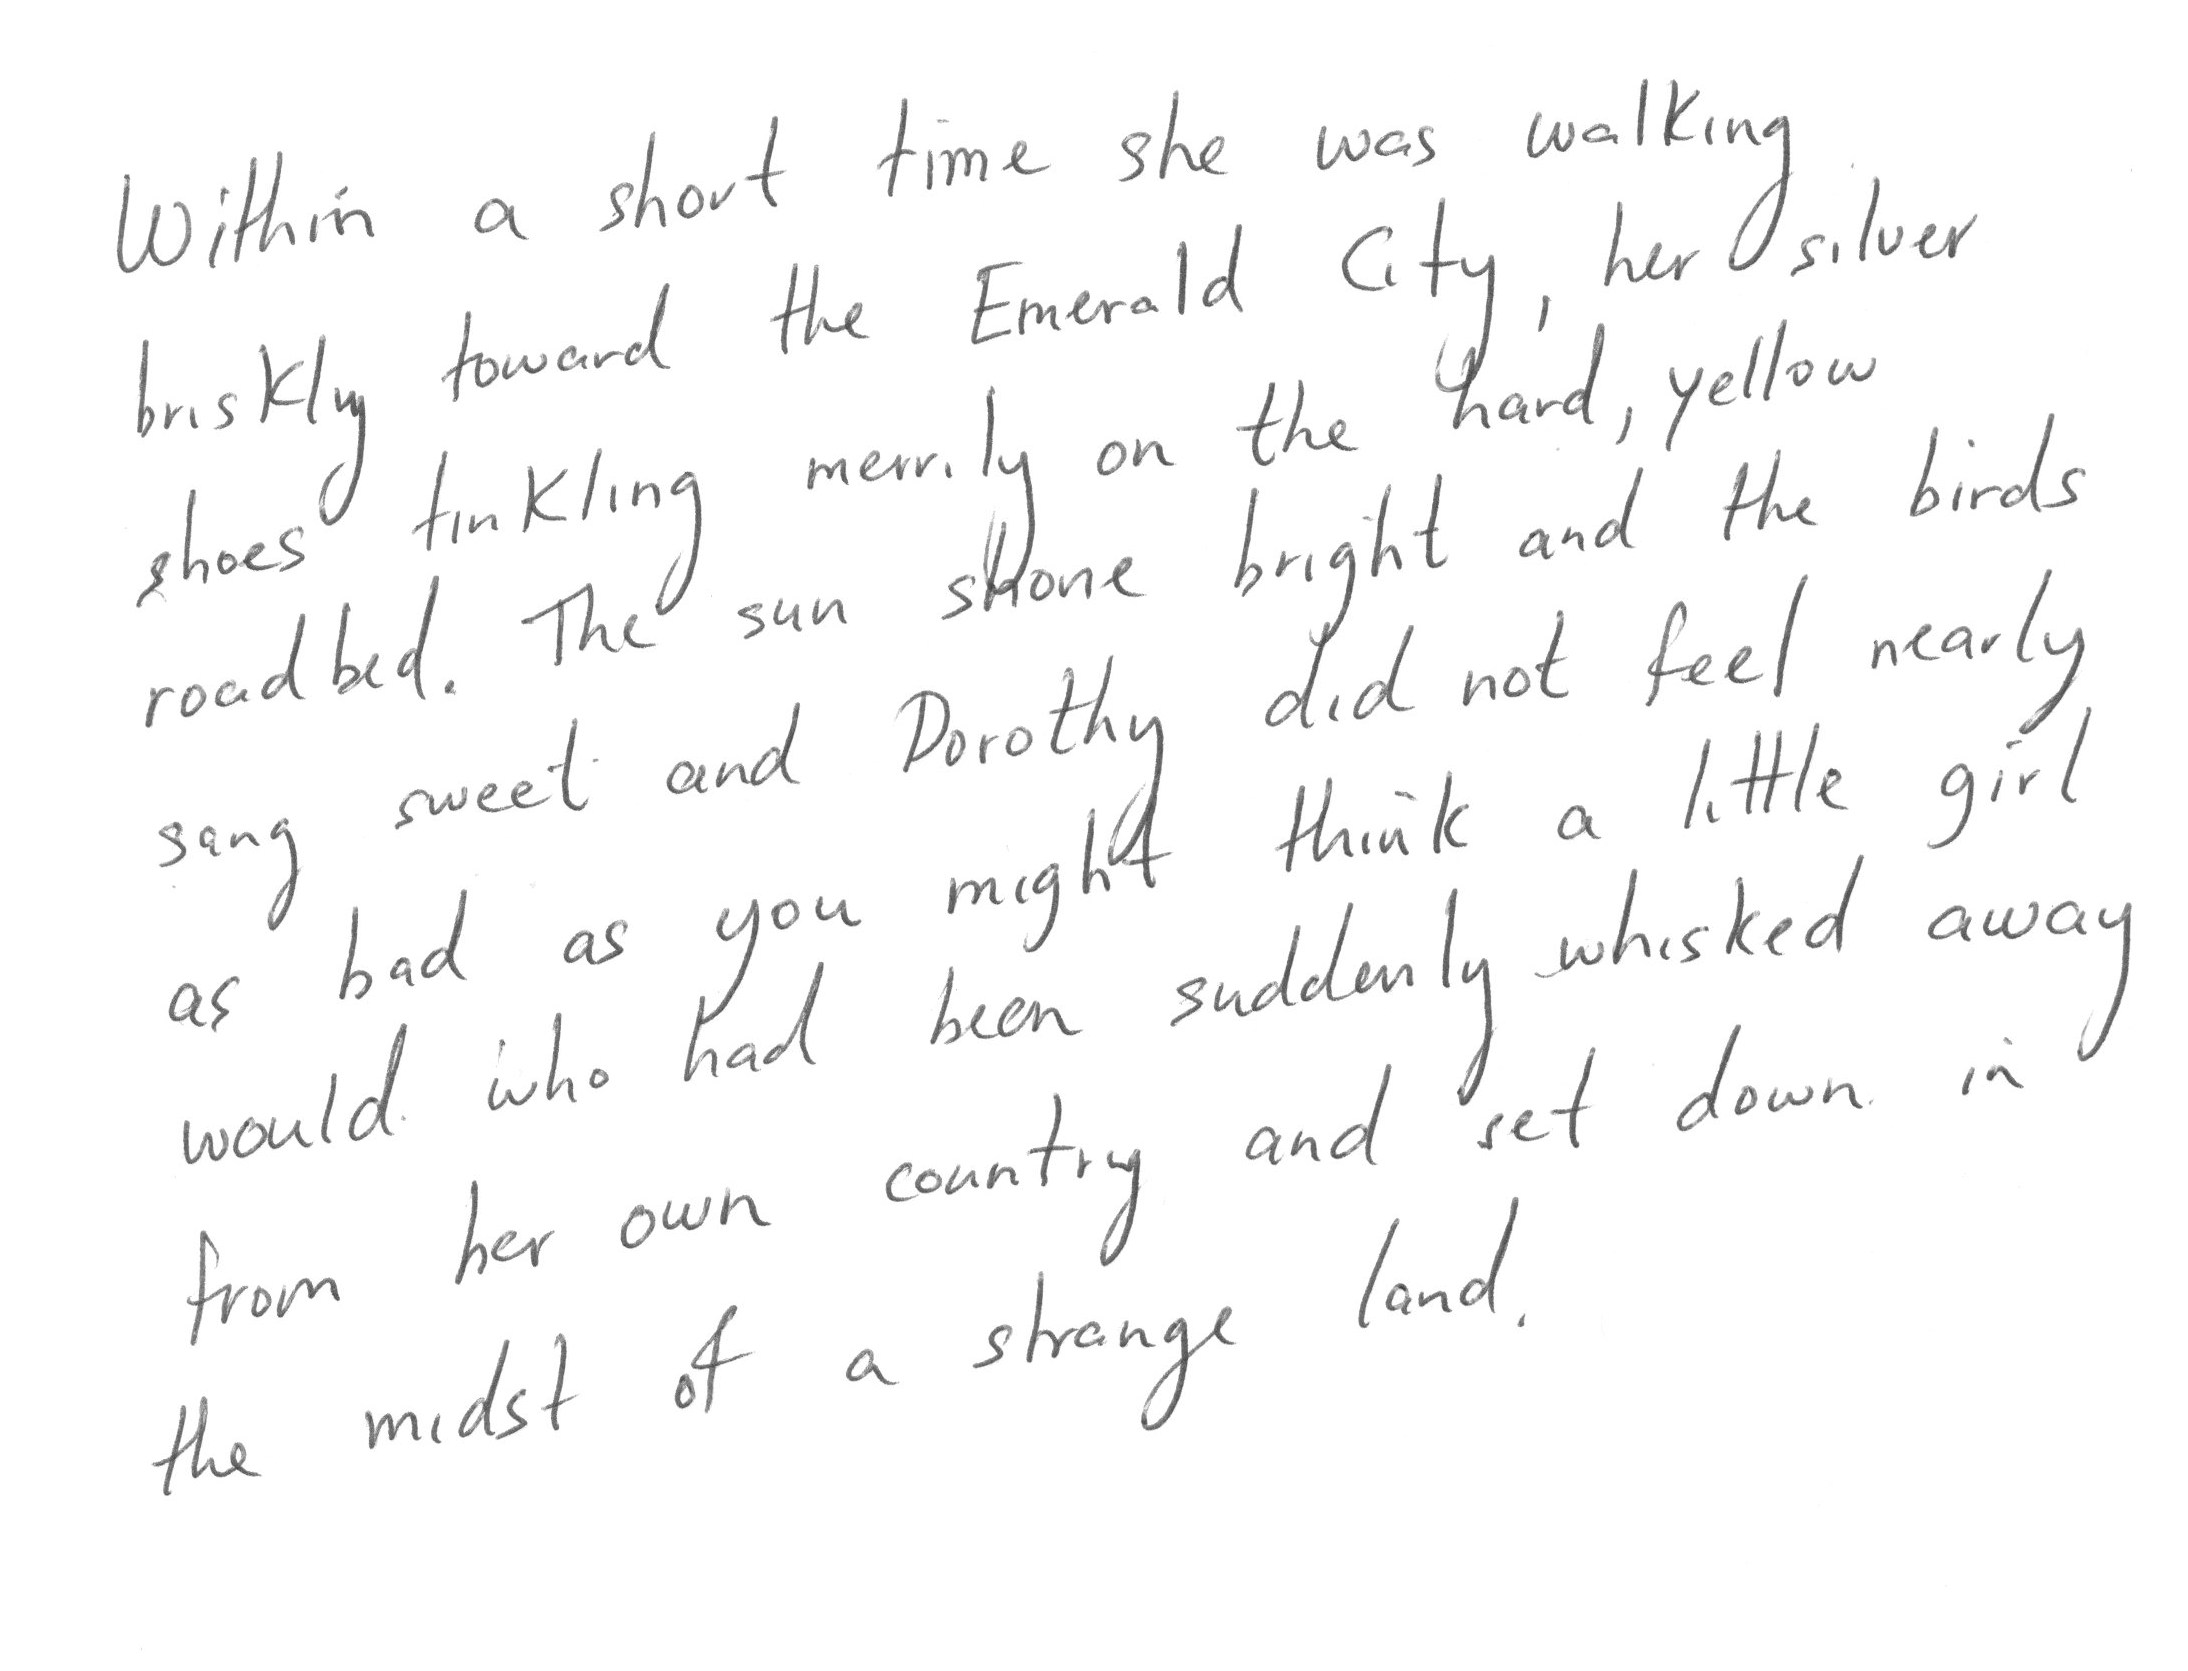 Within a short time she was walking
briskly toward the Emerald City, her silver
shoes tinkling merrily on the hard, yellow
roadbed. The sun shone bright and the birds
sang sweet and Dorothy did not feel nearly
as bad as you might think a little girl
would who had been suddenly whisked away
from her own country and set down in
the midst of a strange land.